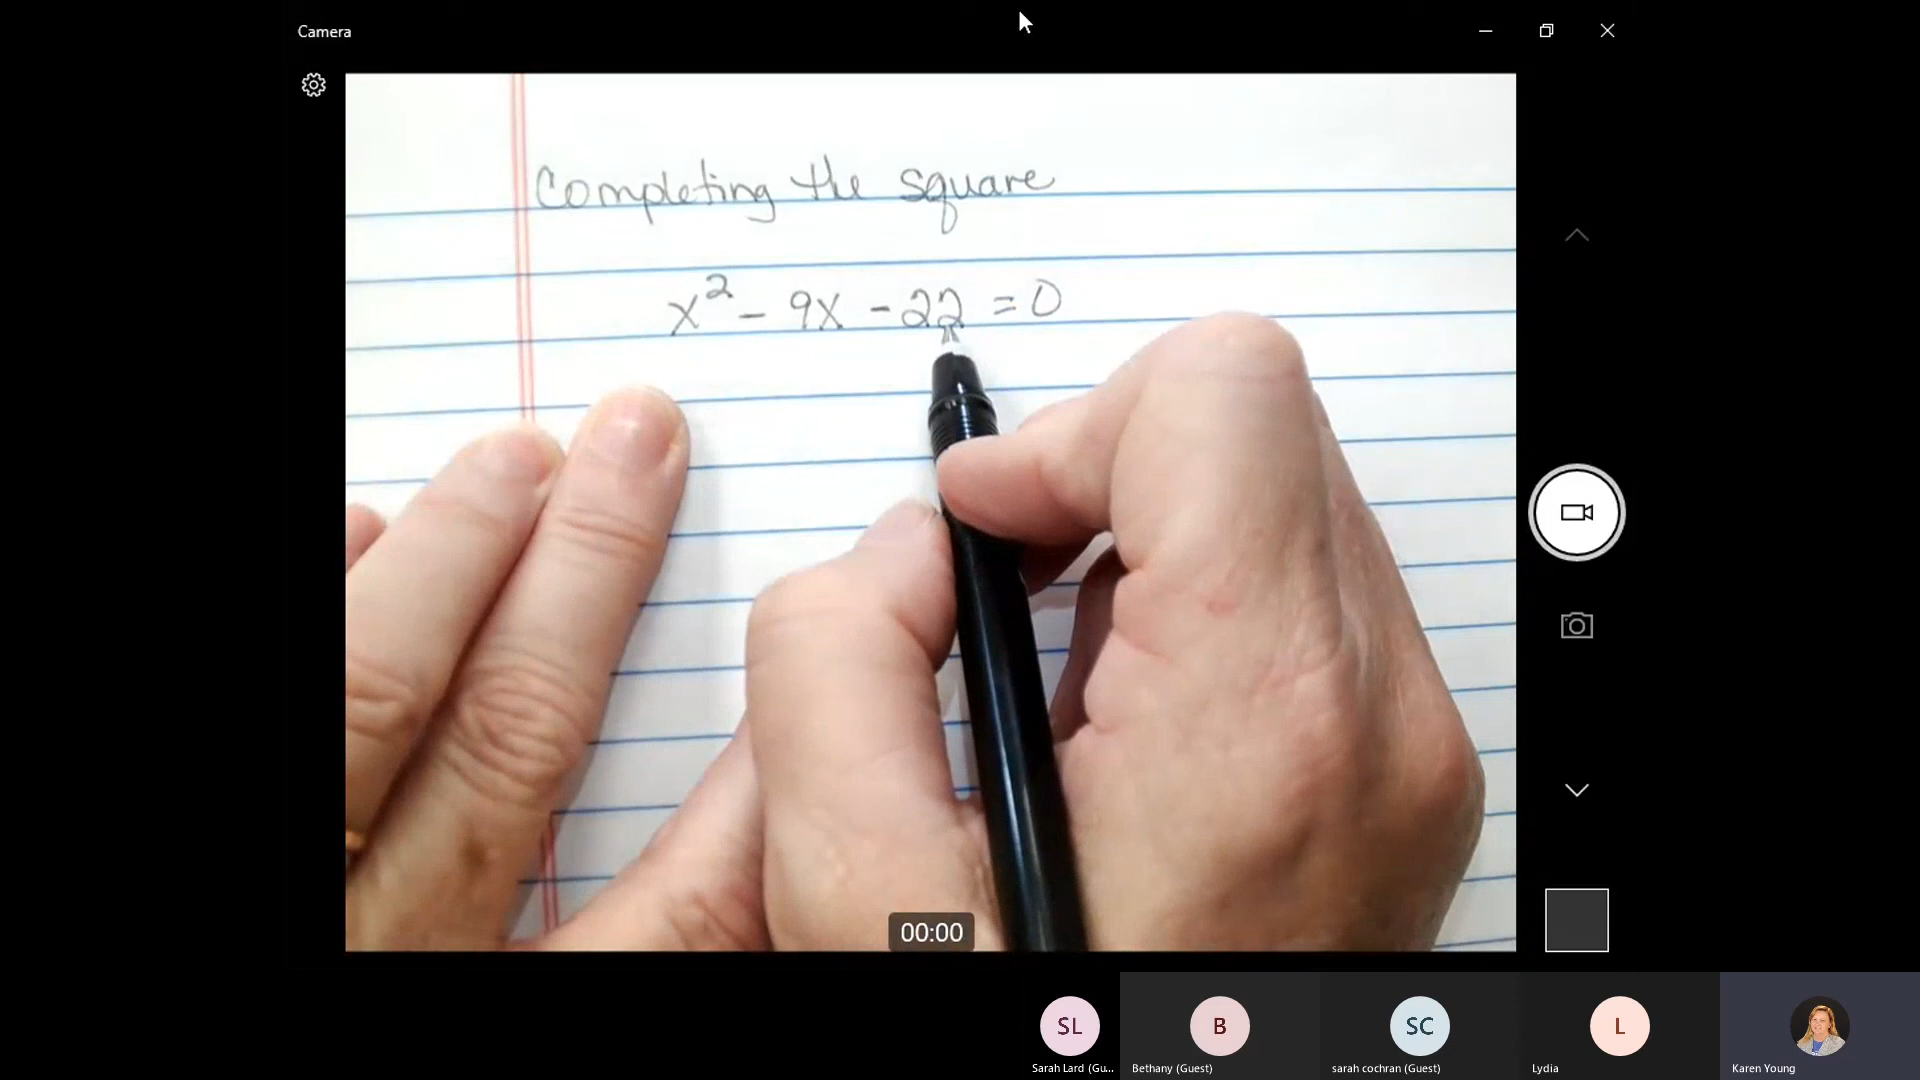 Camera
Completing the square
x² - 9x - 22 = 0
00:00
SL
B
SC
L
Sarah Lard (Gu...
Bethany (Guest)
sarah cochran (Guest)
Lydia
Karen Young